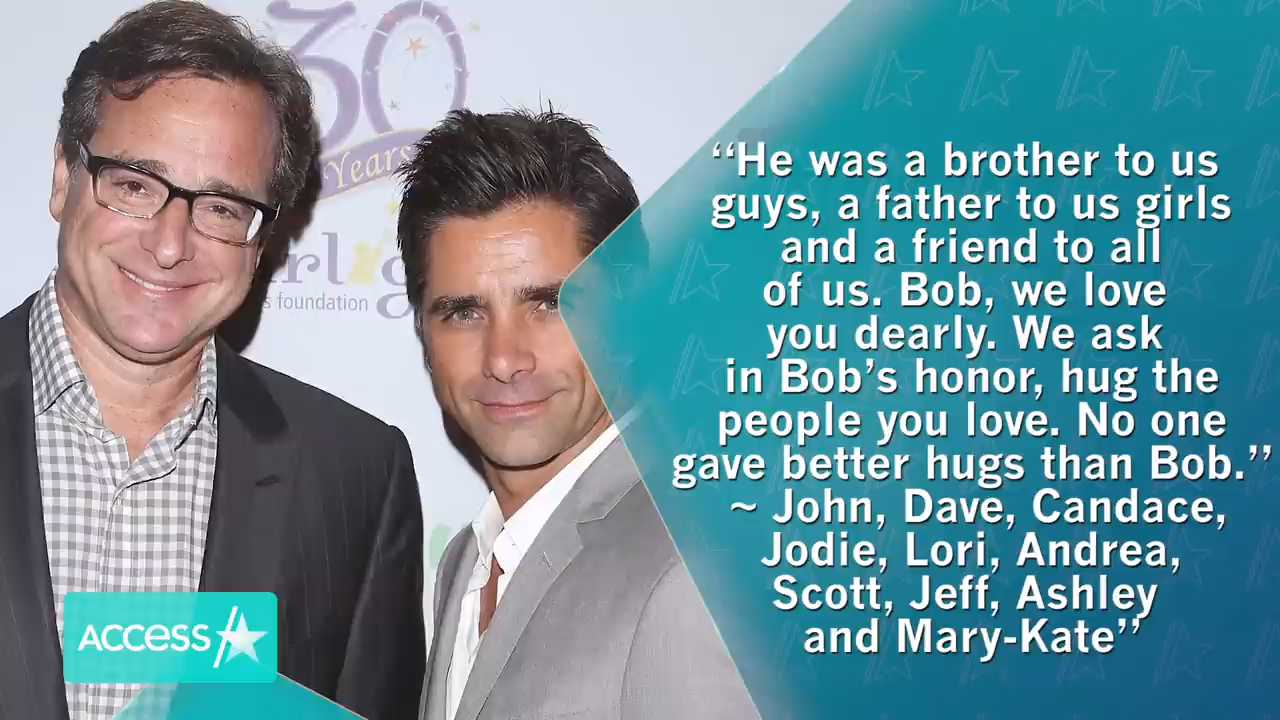 30
Years
s foundation
ACCESS
“He was a brother to us
guys, a father to us girls
and a friend to all
of us. Bob, we love
you dearly. We ask
in Bob’s honor, hug the
people you love. No one
gave better hugs than Bob.”
~ John, Dave, Candace,
Jodie, Lori, Andrea,
Scott, Jeff, Ashley
and Mary-Kate”